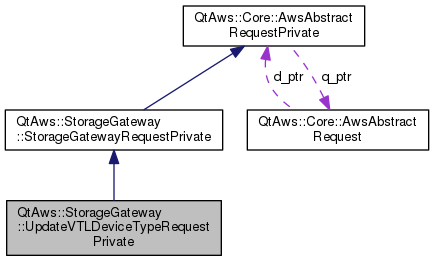 QtAws::Core::AwsAbstract
RequestPrivate
d_ptr
q_ptr
QtAws::StorageGateway
::StorageGatewayRequestPrivate
QtAws::Core::AwsAbstract
Request
QtAws::StorageGateway
::UpdateVTLDeviceTypeRequest
Private